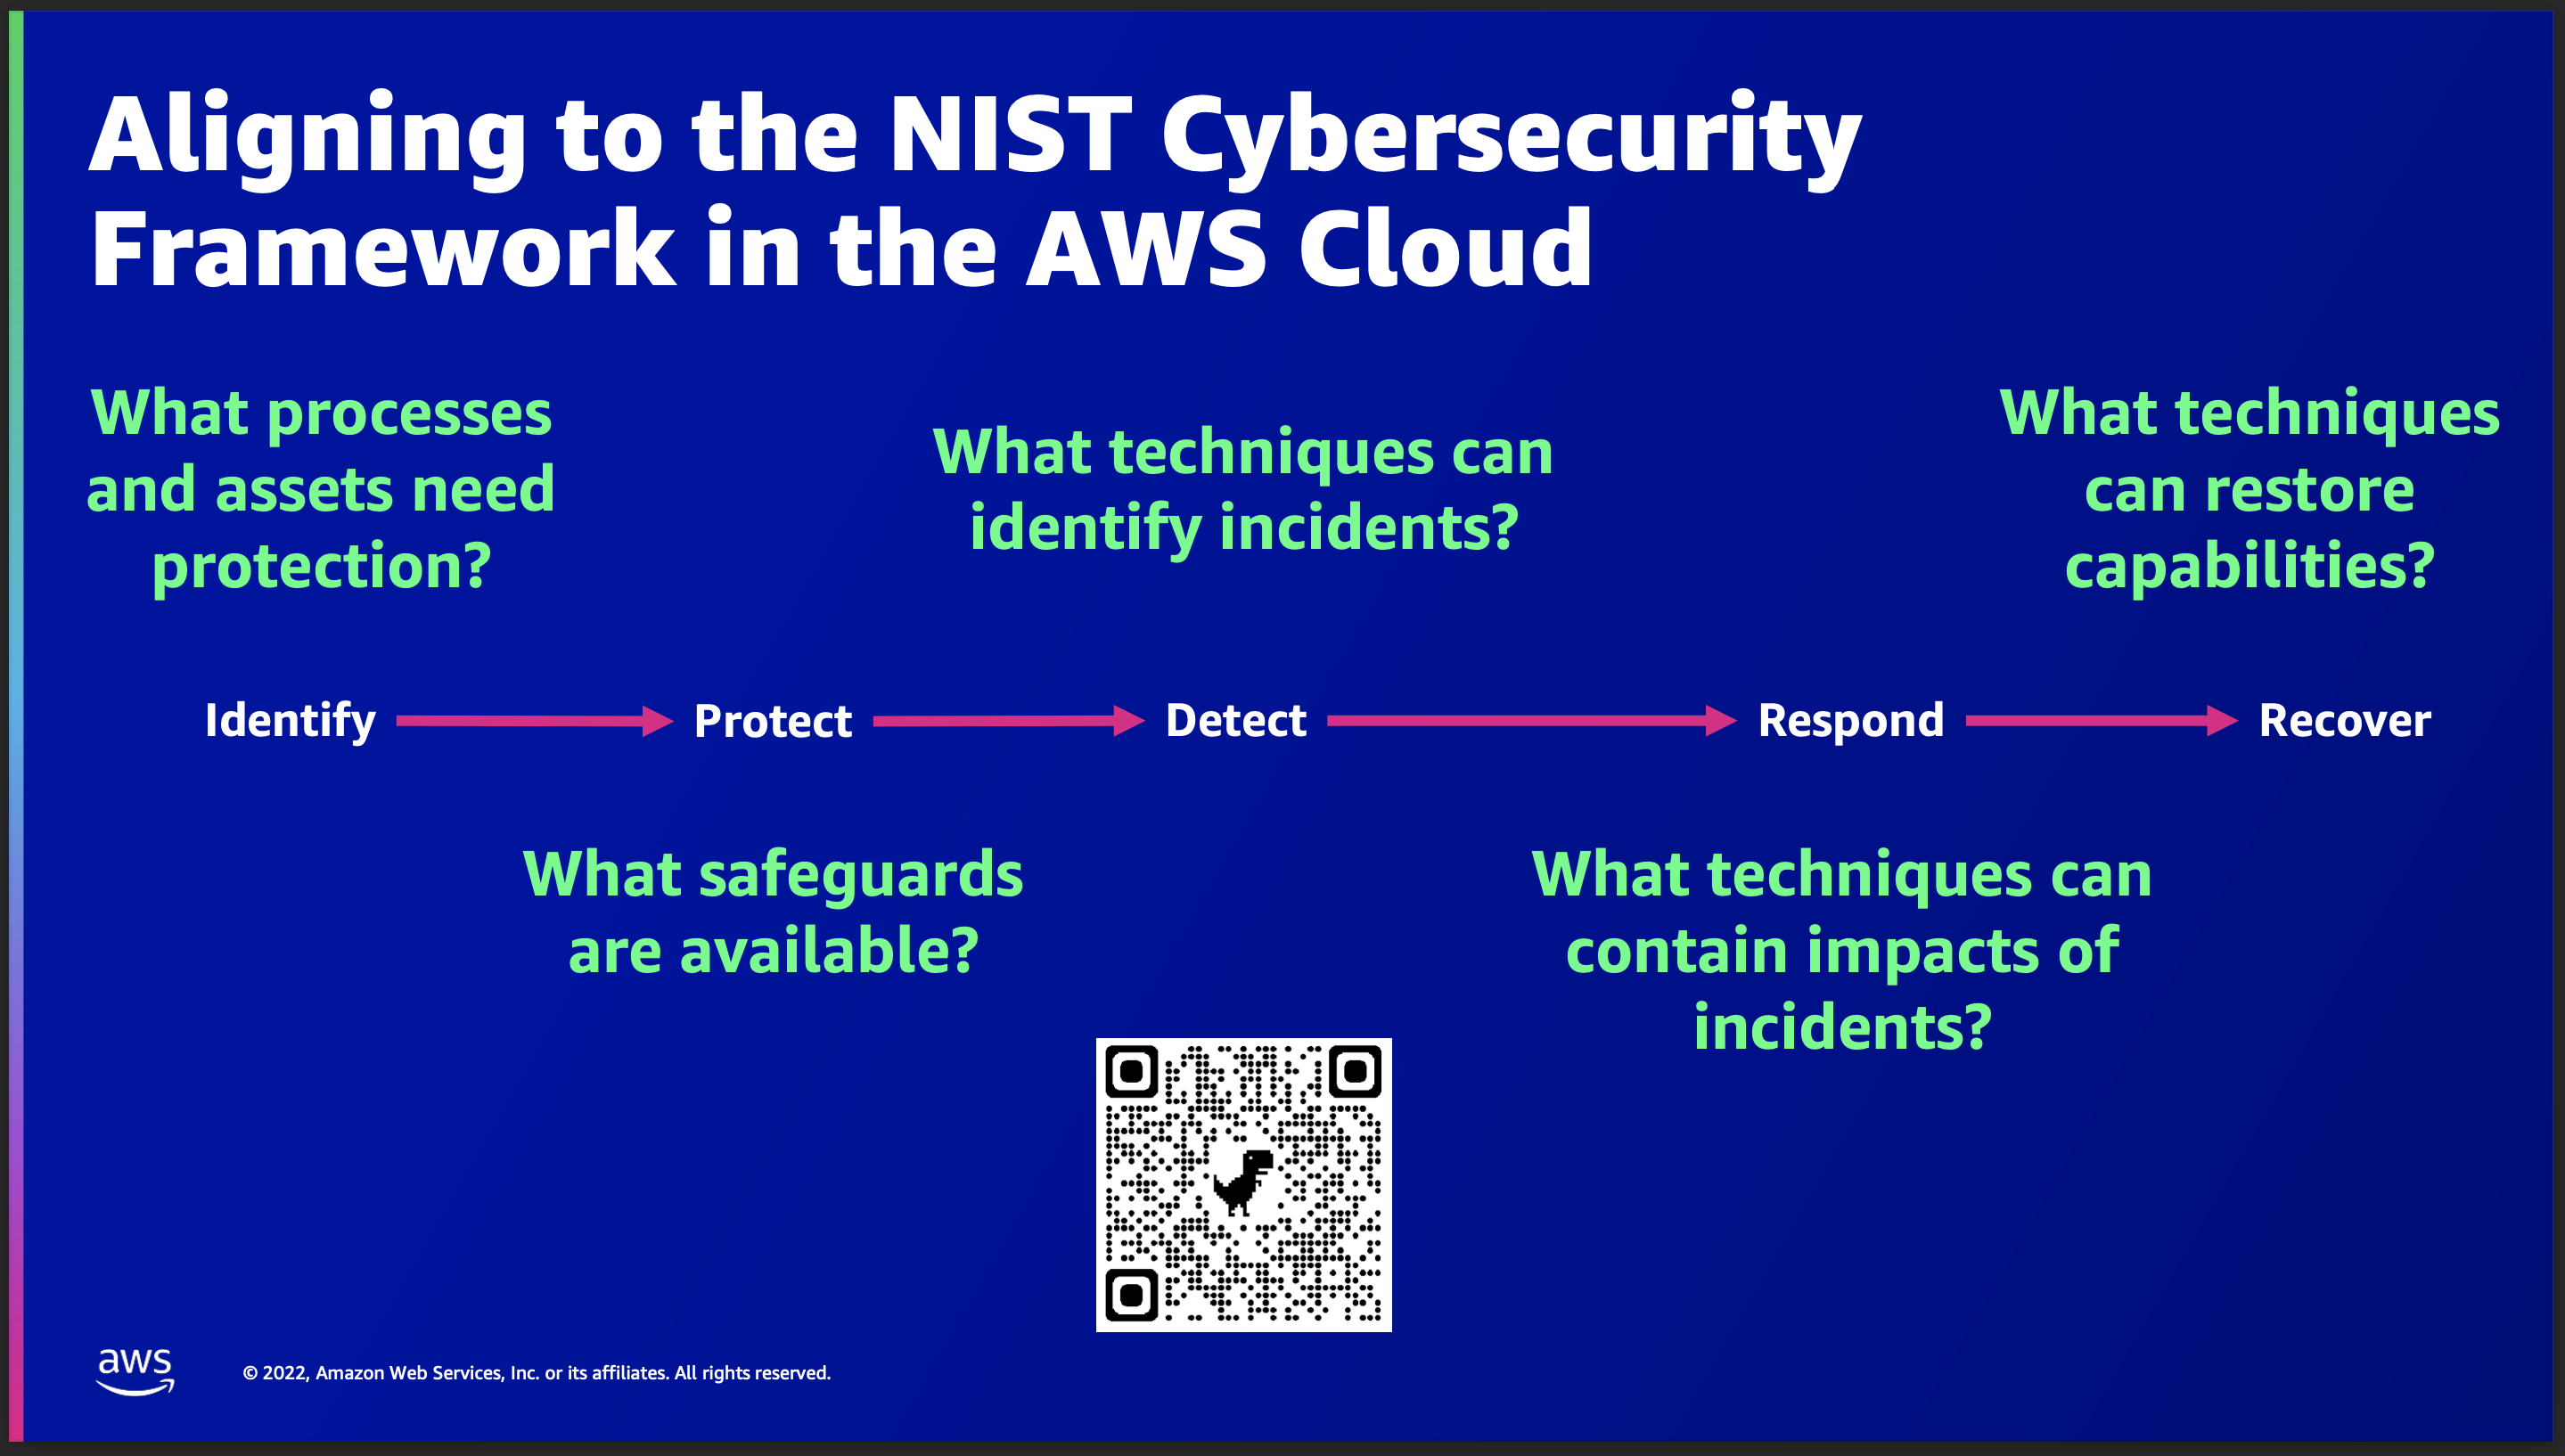 Aligning to the NIST Cybersecurity
Framework in the AWS Cloud
What processes
and assets need
protection?
What techniques can
identify incidents?
What techniques
can restore
capabilities?
Identify
Protect
Detect
Respond
Recover
What safeguards
are available?
What techniques can
contain impacts of
incidents?
aws
© 2022, Amazon Web Services, Inc. or its affiliates. All rights reserved.